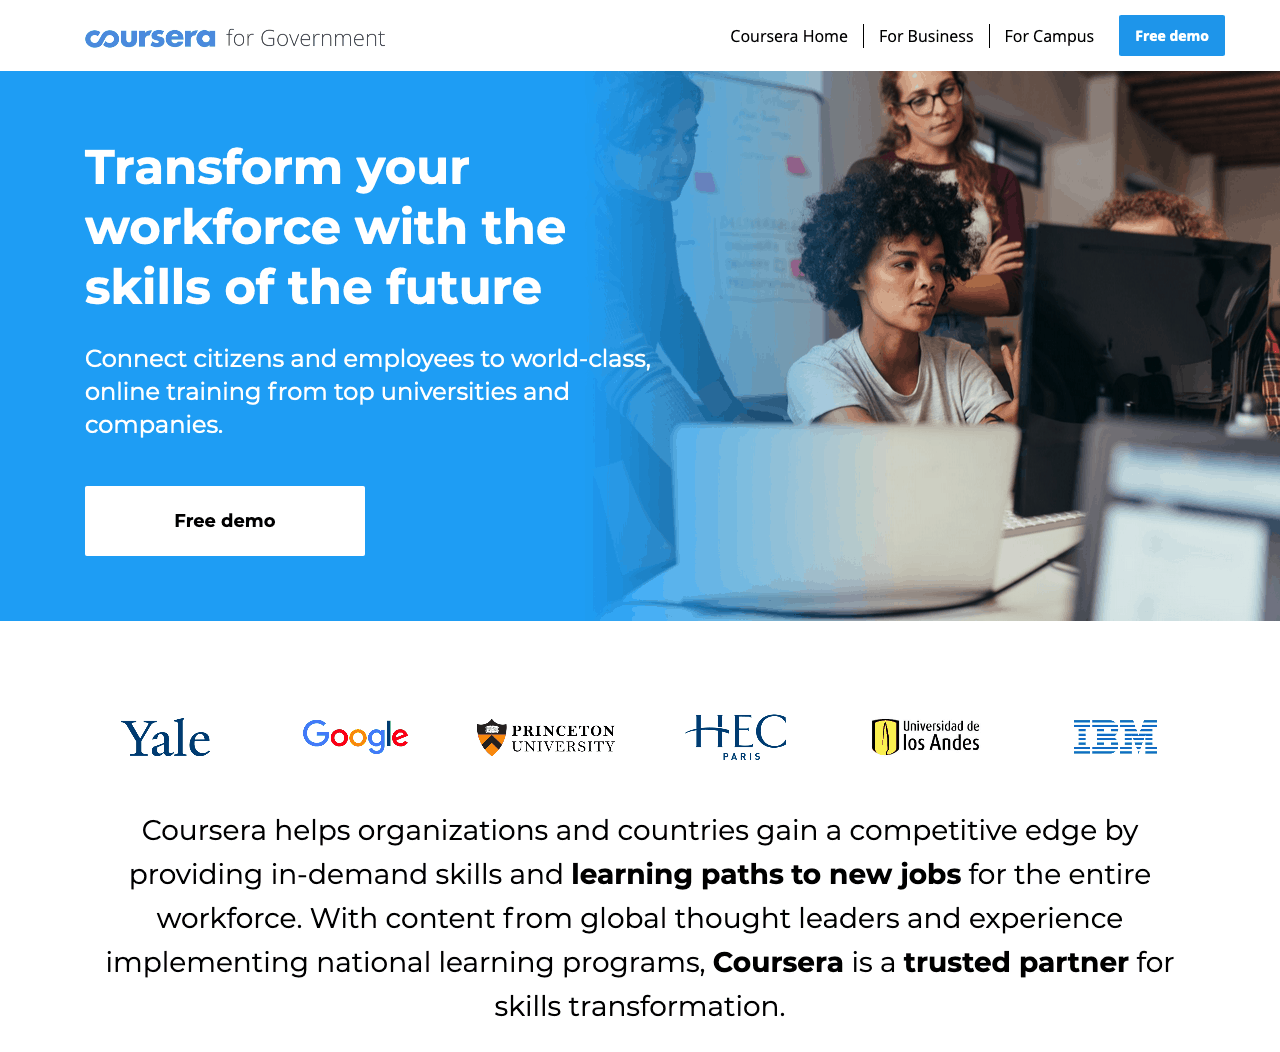 coursera for Government
Coursera Home
For Business
For Campus
Free demo
Transform your
workforce with the
skills of the future
Connect citizens and employees to world-class,
online training from top universities and
companies.
Free demo
Yale
Google
PRINCETON
UNIVERSITY
HEC
PARIS
Universidad de
los Andes
IBM
Coursera helps organizations and countries gain a competitive edge by
providing in-demand skills and learning paths to new jobs for the entire
workforce. With content from global thought leaders and experience
implementing national learning programs, Coursera is a trusted partner for
skills transformation.